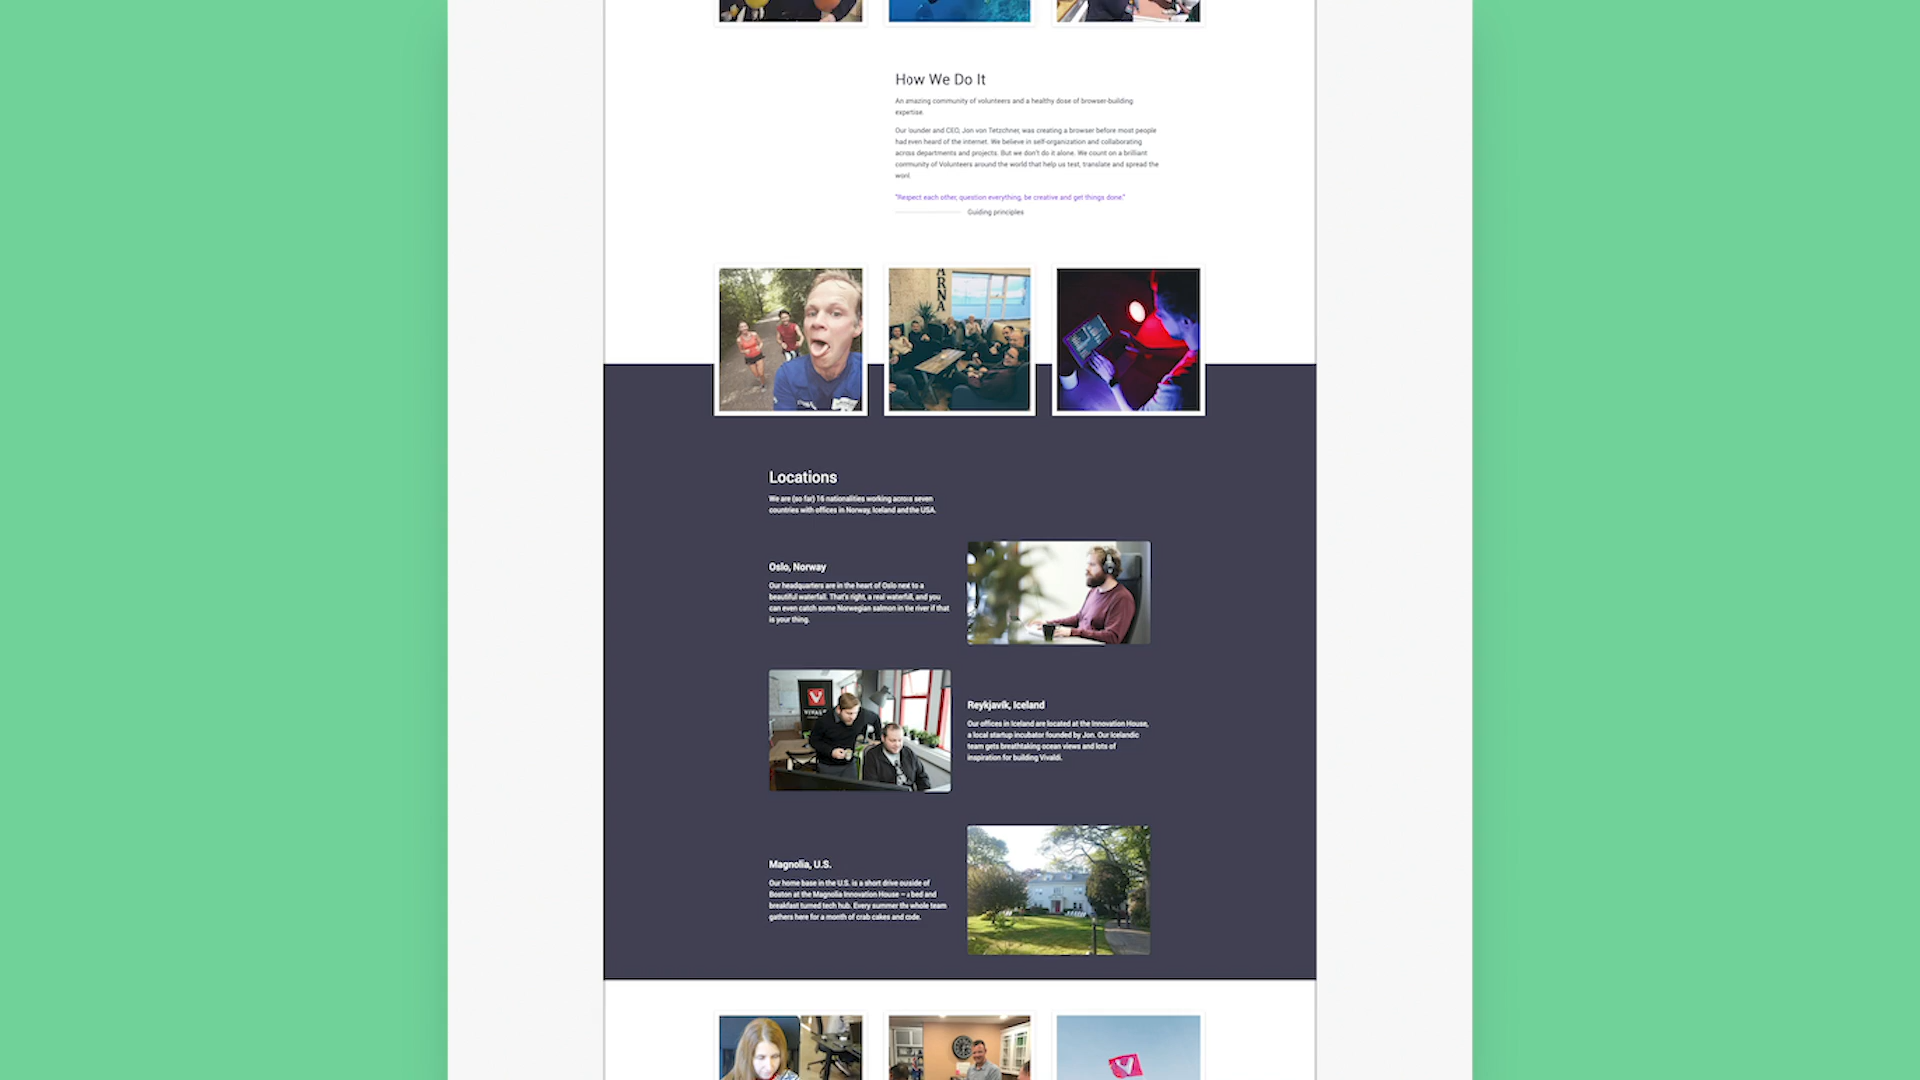 How We Do It
An amazing community of volunteers and a healthy dose of browser-building
expertise.
Our founder and CEO, Jon von Tetzchner, was creating a browser before most people
had even heard of the internet. We believe in self-organization and collaborating
across departments and projects. But we don't do it alone. We count on a brilliant
community of Volunteers around the world that help us test, translate and spread the
"Respect each other, question everything, be creative and get things done."
Guiding principles
ARNA
Locations
We are (so far) 16 nationalities working across seven
countries with offices in Norway, Iceland and the USA.
Oslo, Norway
Our headquarters are in the heart of Oslo next to a
beautiful waterfall. That's right, a real waterfall, and you
can even catch some Norwegian salmon in the river if that
is your thing.
Reykjavík, Iceland
Our offices in Iceland are located at the Innovation House,
a local startup incubator founded by Jon. Our Icelandic
team gets breathtaking ocean views and lots of
inspiration for building Vivaldi.
Magnolia, U.S.
Our home base in the U.S. is a short drive outside of
Boston at the Magnolia Innovation House – a bed and
breakfast turned tech hub. Every summer the whole team
gathers here for a month of crab cakes and code.